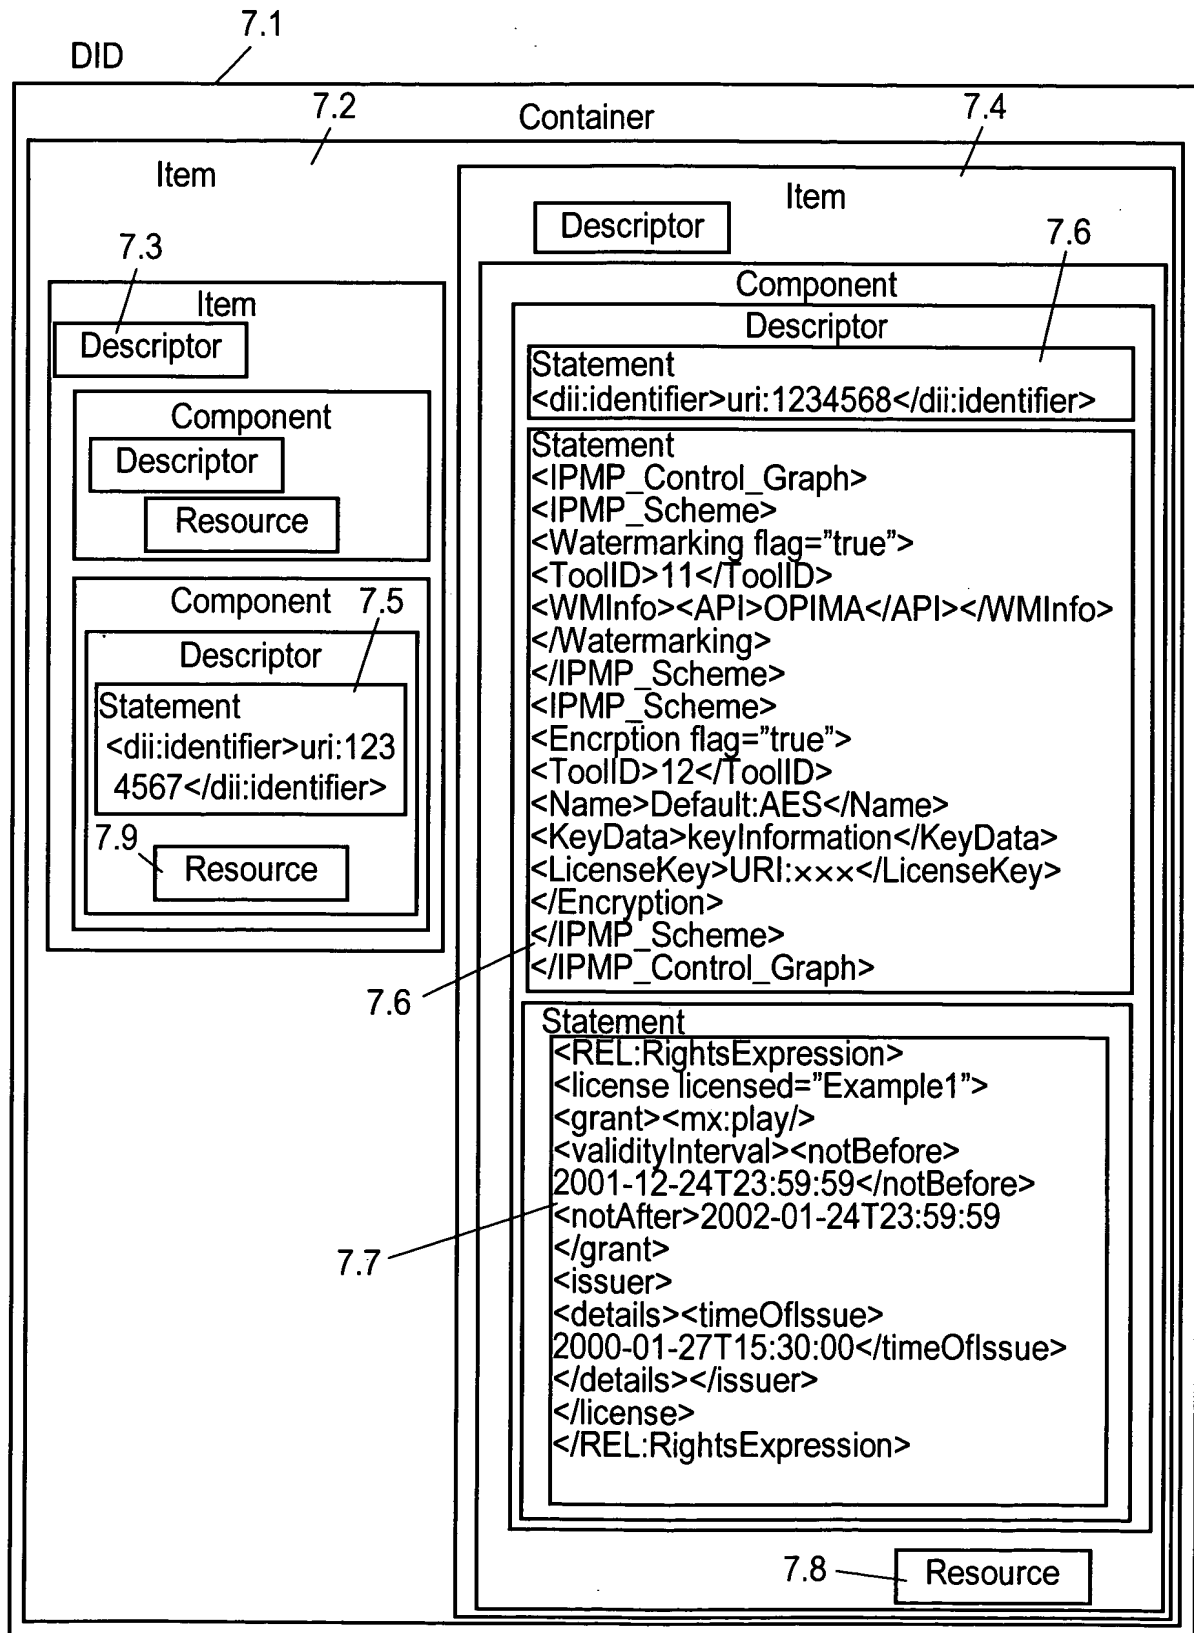 7.1
DID
7.2
Container
7.4
Item
Item
Descriptor
7.6
7.3
Item
Descriptor
Component
Descriptor
Resource
Component
7.5
Descriptor
Statement
<dii:identifier>uri:123
4567</dii:identifier>
7.9
Resource
Component
Descriptor
Statement
<dii:identifier>uri:1234568</dii:identifier>
Statement
<IPMP_Control_Graph>
<IPMP_Scheme>
<Watermarking flag="true">
<ToolID>11</ToolID>
<WMInfo><API>OPIMA</API></WMInfo>
</Watermarking>
</IPMP_Scheme>
<IPMP_Scheme>
<Encrption flag="true">
<ToolID>12</ToolID>
<Name>Default:AES</Name>
<KeyData>keyInformation</KeyData>
<LicenseKey>URI:×××</LicenseKey>
</Encryption>
</IPMP_Scheme>
</IPMP_Control_Graph>
7.6
Statement
<REL:RightsExpression>
<license licensed="Example1">
<grant><mx:play/>
<validityInterval><notBefore>
2001-12-24T23:59:59</notBefore>
<notAfter>2002-01-24T23:59:59
</grant>
7.7
<issuer>
<details><timeOfIssue>
2000-01-27T15:30:00</timeOfIssue>
</details></issuer>
</license>
</REL:RightsExpression>
7.8
Resource